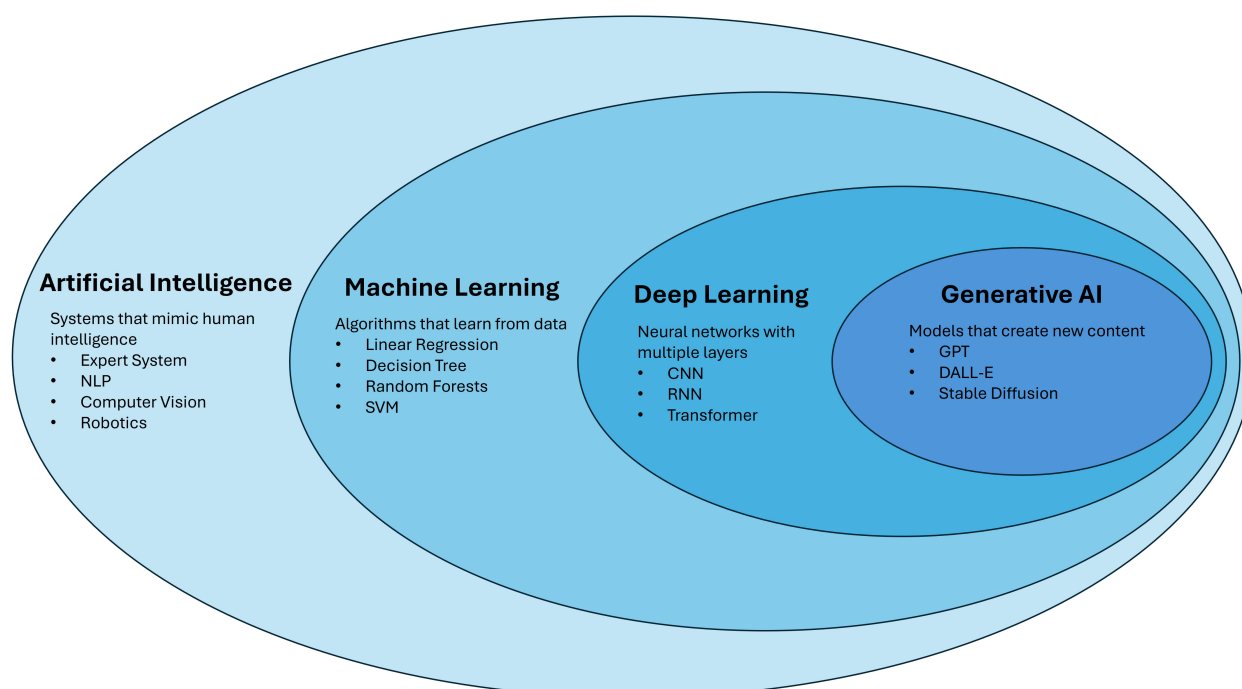 Artificial Intelligence
Systems that mimic human
intelligence
• Expert System
• NLP
• Computer Vision
• Robotics
Machine Learning
Algorithms that learn from data
• Linear Regression
• Decision Tree
• Random Forests
• SVM
Deep Learning
Neural networks with
multiple layers
• CNN
• RNN
• Transformer
Generative AI
Models that create new content
• GPT
• DALL-E
• Stable Diffusion